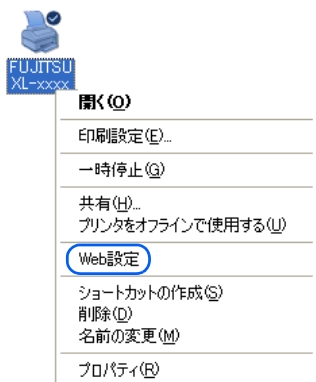 FUJITSU
XL-xxxx
開く(O)
印刷設定(E)...
一時停止(G)
共有(H)...
プリンタをオフラインで使用する(U)
Web設定
ショートカットの作成(S)
削除(D)
名前の変更(M)
プロパティ(R)